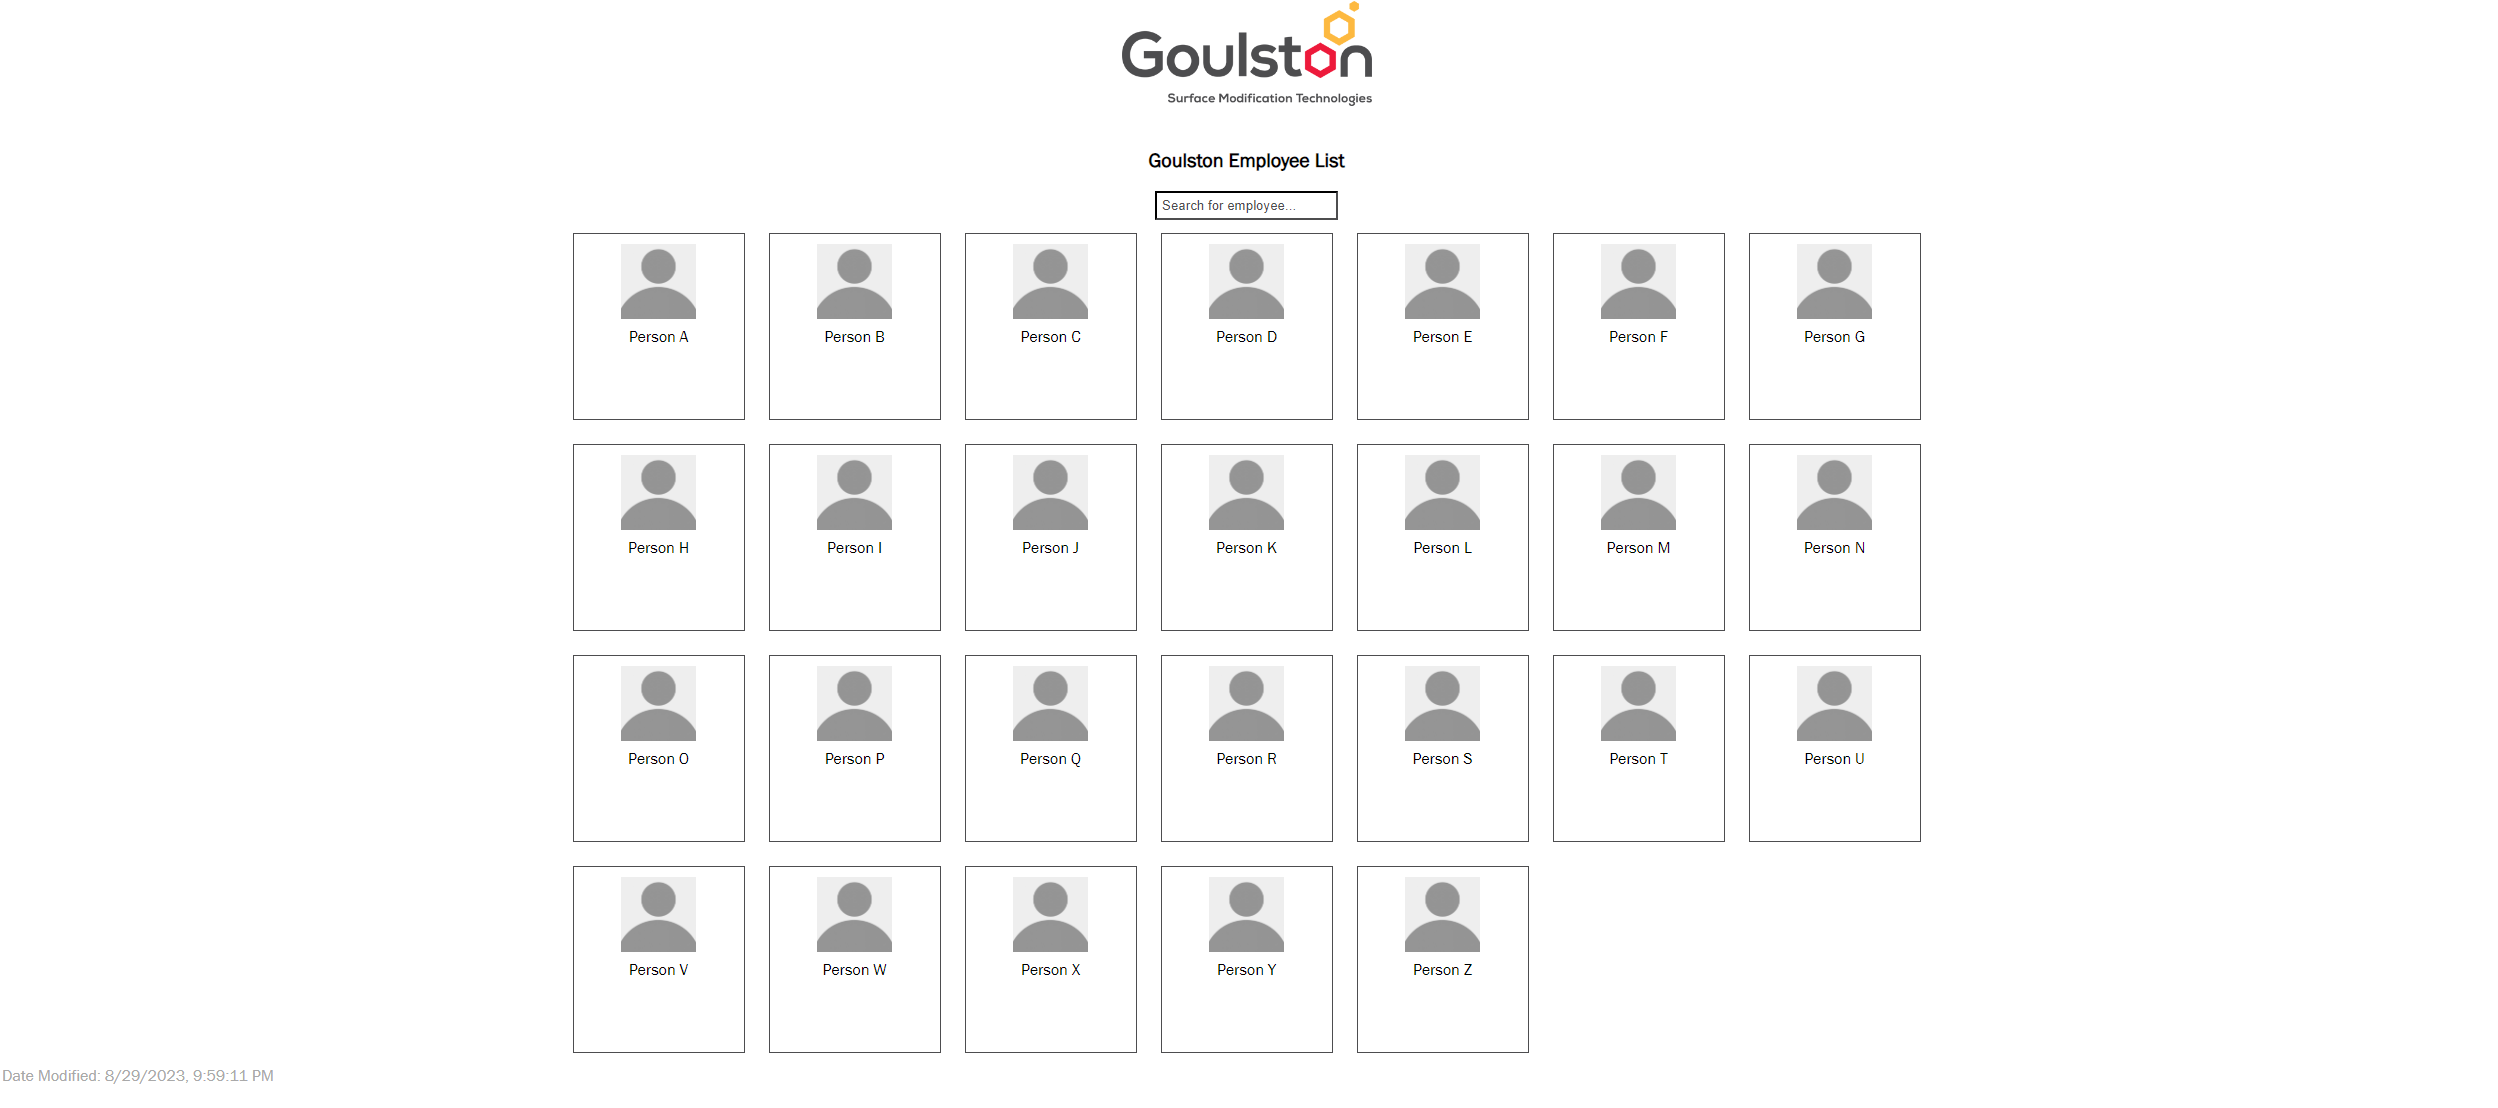 Goulston
Surface Modification Technologies
Goulston Employee List
Search for employee...
Person A
Person B
Person C
Person D
Person E
Person F
Person G
Person H
Person I
Person J
Person K
Person L
Person M
Person N
Person O
Person P
Person Q
Person R
Person S
Person T
Person U
Person V
Person W
Person X
Person Y
Person Z
Date Modified: 8/29/2023, 9:59:11 PM